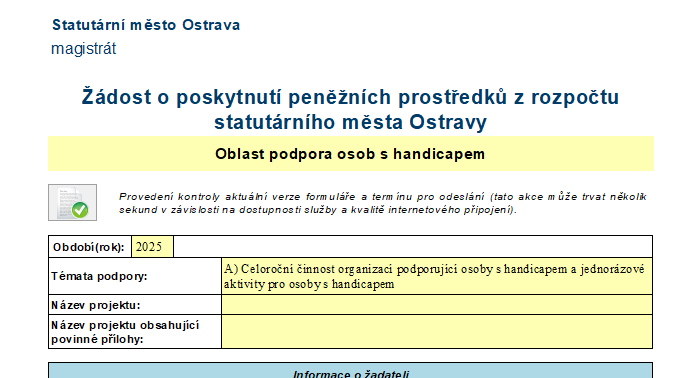 Statutární město Ostrava
magistrát
Žádost o poskytnutí peněžních prostředků z rozpočtu
statutárního města Ostravy
Oblast podpora osob s handicapem
Provedení kontroly aktuální verze formuláře a termínu pro odeslání (tato akce může trvat několik
sekund v závislosti na dostupnosti služby a kvalitě internetového připojení).
Období(rok): 2025
Témata podpory:
A) Celoroční činnost organizací podporující osoby s handicapem a jednorázové
aktivity pro osoby s handicapem
Název projektu:
Název projektu obsahující
povinné přílohy:
Informace o žadateli